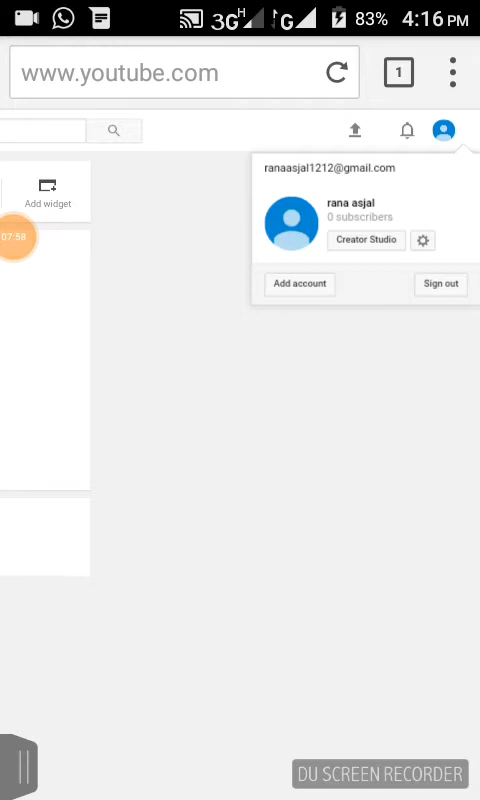 3G H G 83% 4:16 PM
www.youtube.com 1
ranaasjal1212@gmail.com
rana asjal
0 subscribers
Add widget
Creator Studio
07:58
Add account Sign out
DU SCREEN RECORDER